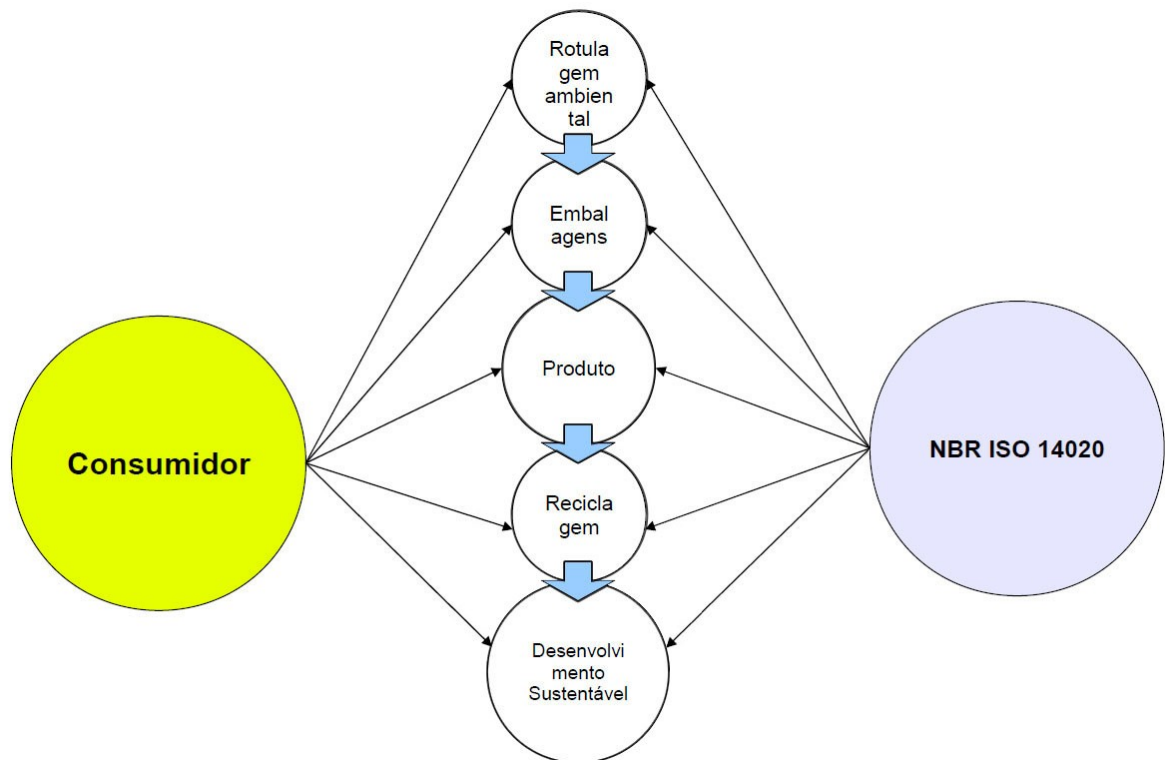 Rotula
gem
ambien
tal
Embal
agens
Produto
Consumidor
NBR ISO 14020
Recicla
gem
Desenvolvi
mento
Sustentável